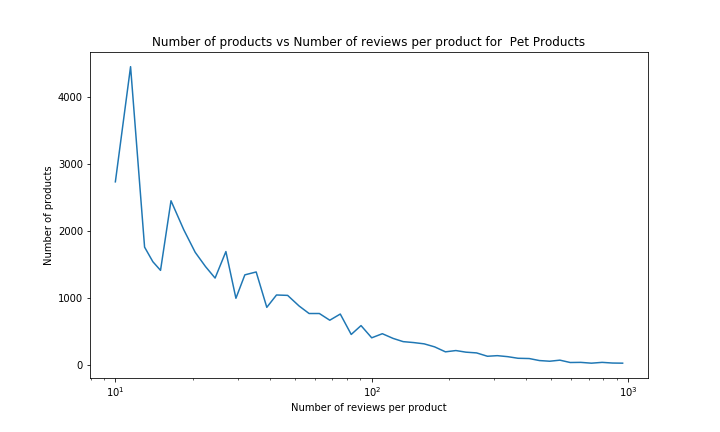 Number of products vs Number of reviews per product for  Pet Products
Number of products
4000
3000
2000
1000
0
10¹
10²
10³
Number of reviews per product